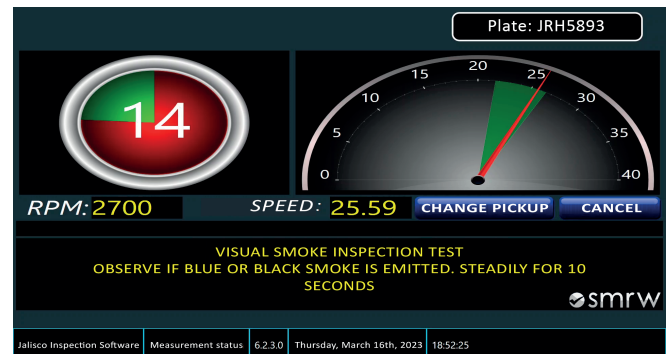 Plate: JRH5893
14
0
5
10
15
20
25
30
35
40
RPM: 2700
SPEED: 25.59
CHANGE PICKUP
CANCEL
VISUAL SMOKE INSPECTION TEST
OBSERVE IF BLUE OR BLACK SMOKE IS EMITTED. STEADILY FOR 10
SECONDS
smrw
Jalisco Inspection Software
Measurement status
6.2.3.0
Thursday, March 16th, 2023
18:52:25